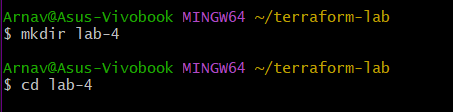 Arnav@Asus-Vivobook MINGW64 ~/terraform-lab
$ mkdir lab-4
Arnav@Asus-Vivobook MINGW64 ~/terraform-lab
$ cd lab-4